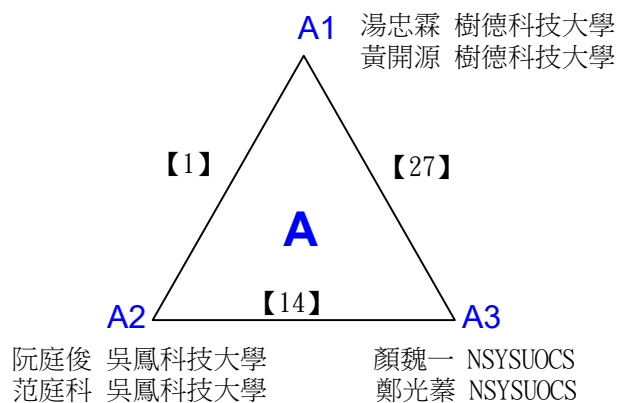 A1
湯忠霖 樹德科技大學
黃開源 樹德科技大學
【1】
【27】
A
【14】
A2
A3
阮庭俊 吳鳳科技大學
范庭科 吳鳳科技大學
顏魏一 NSYSUOCS
鄭光蓁 NSYSUOCS